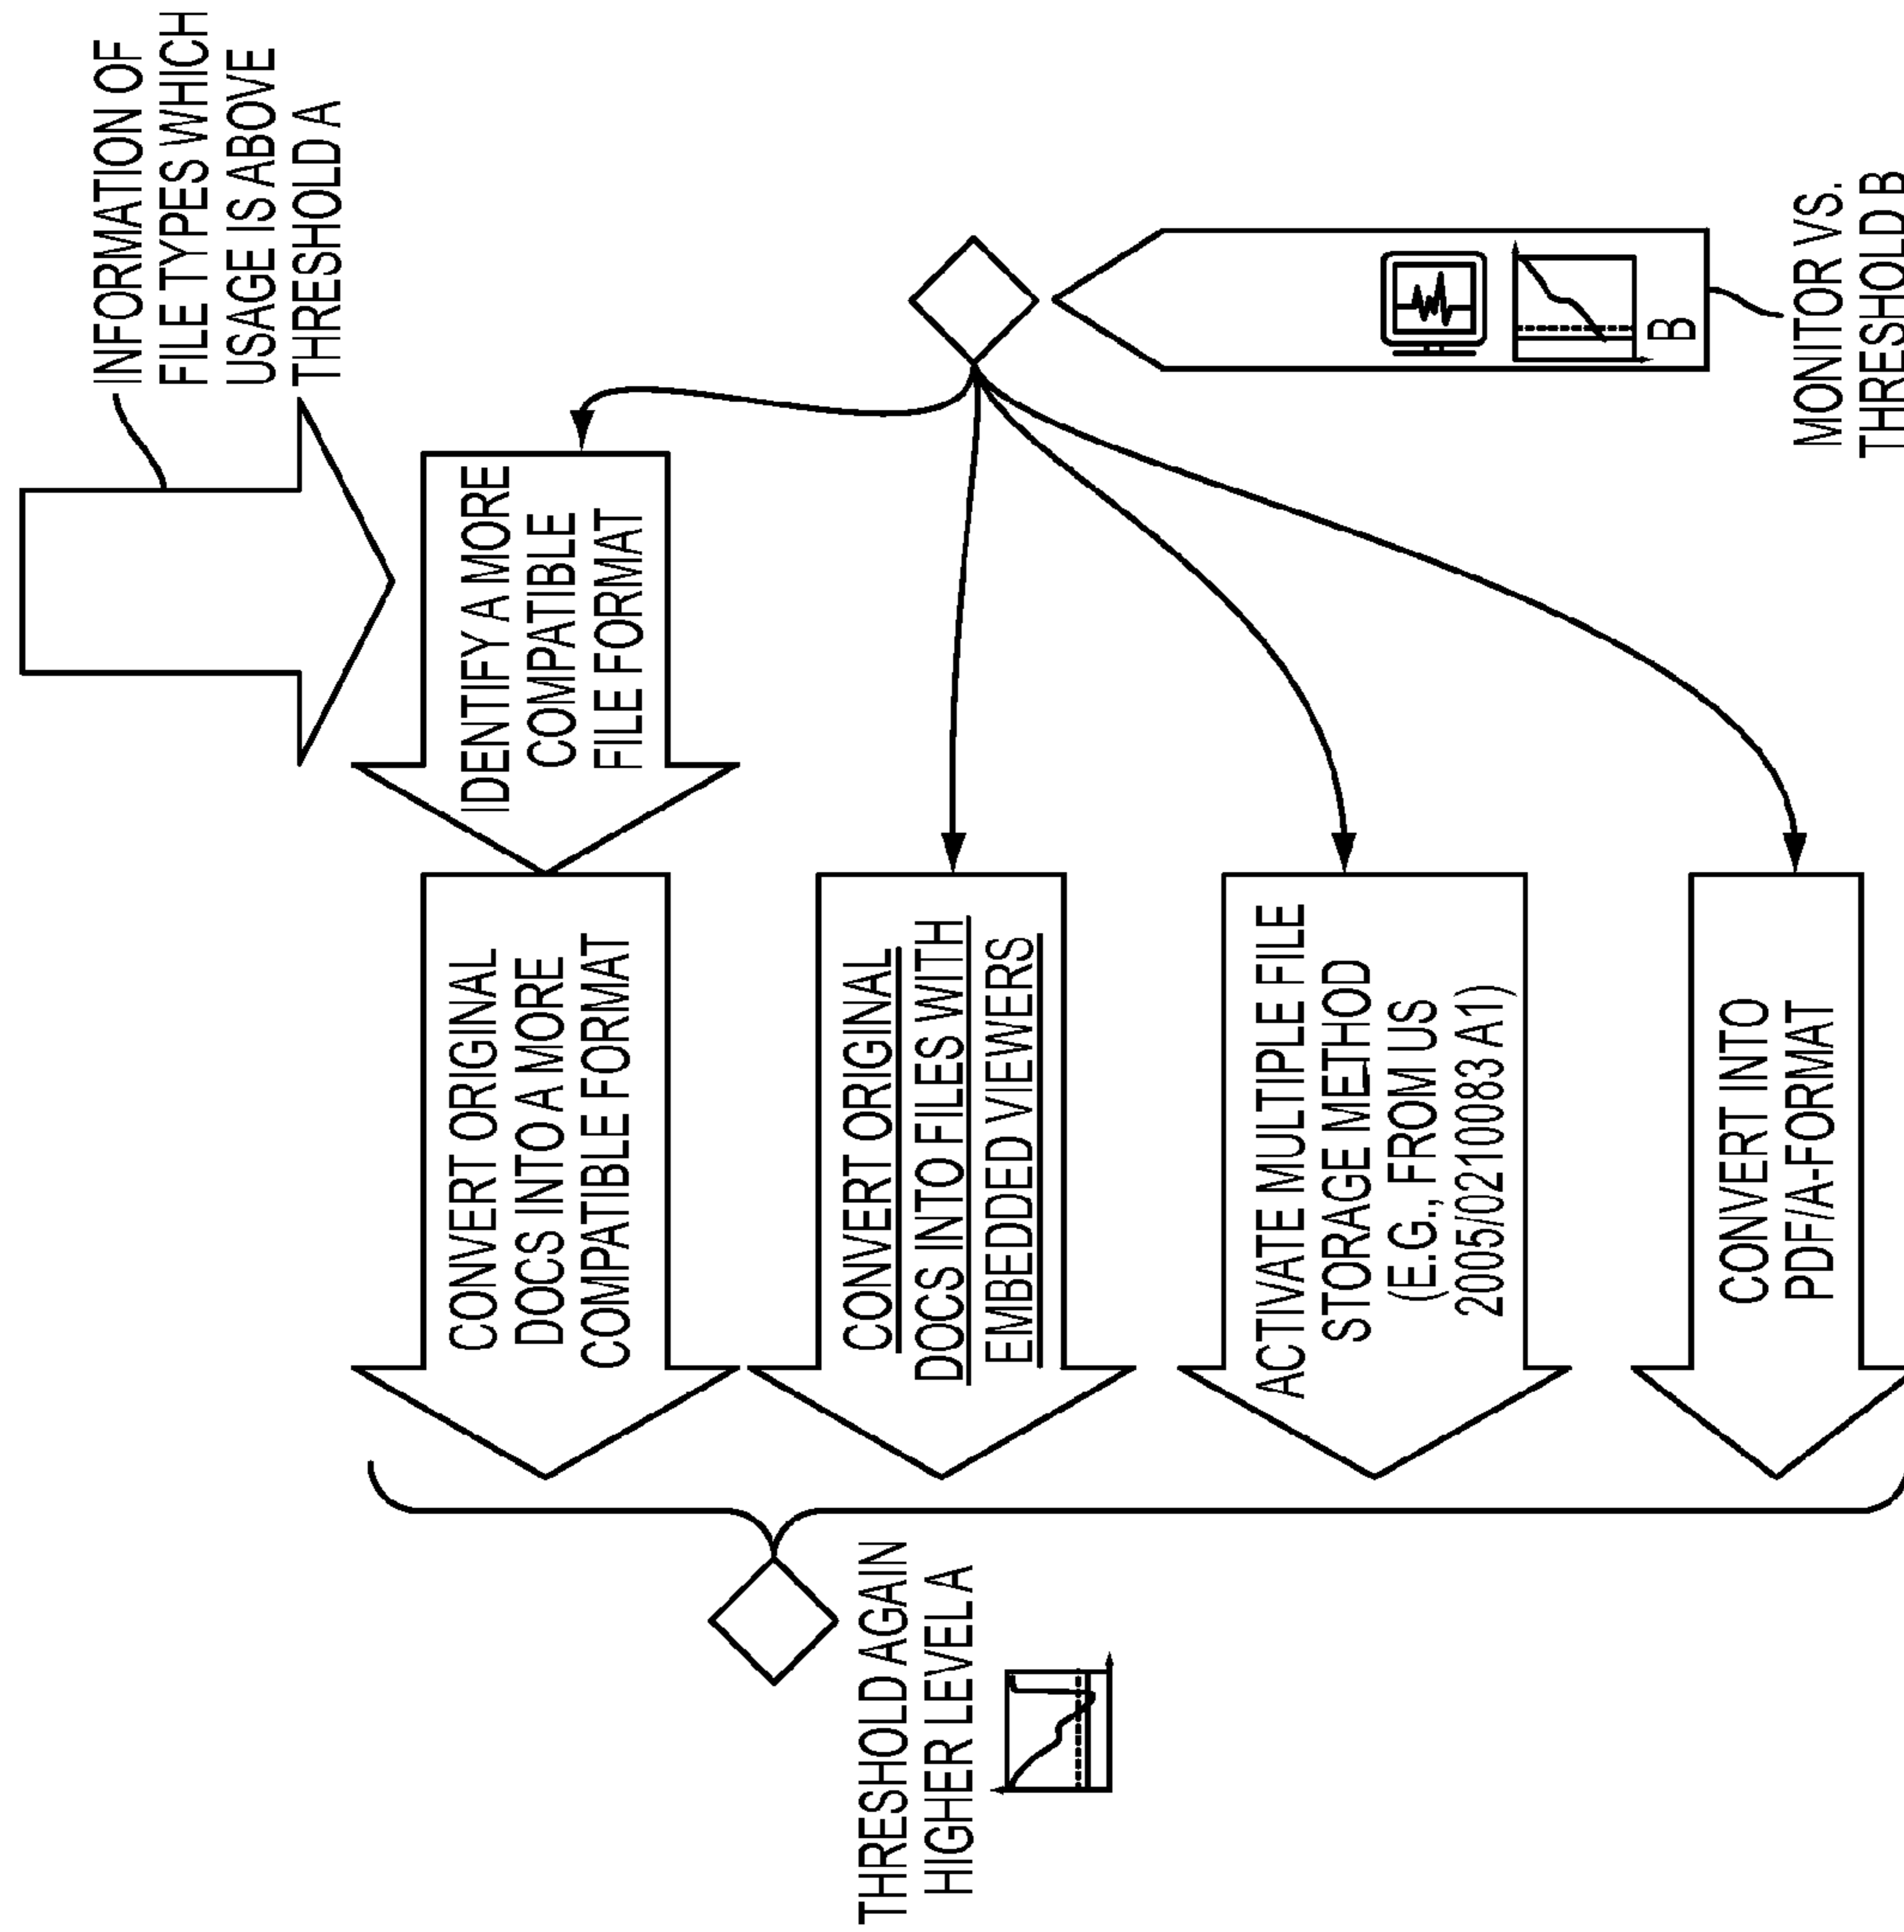 INFORMATION OF
FILE TYPES WHICH
USAGE IS ABOVE
THRESHOLD A
IDENTIFY A MORE
COMPATIBLE
FILE FORMAT
CONVERT ORIGINAL
DOCS INTO A MORE
COMPATIBLE FORMAT
CONVERT ORIGINAL
DOCS INTO FILES WITH
EMBEDDED VIEWERS
ACTIVATE MULTIPLE FILE
STORAGE METHOD
(E.G., FROM US
2005/0210083 A1)
CONVERT INTO
PDF/A-FORMAT
B
MONITOR VS.
THRESHOLD B
THRESHOLD AGAIN
HIGHER LEVEL A